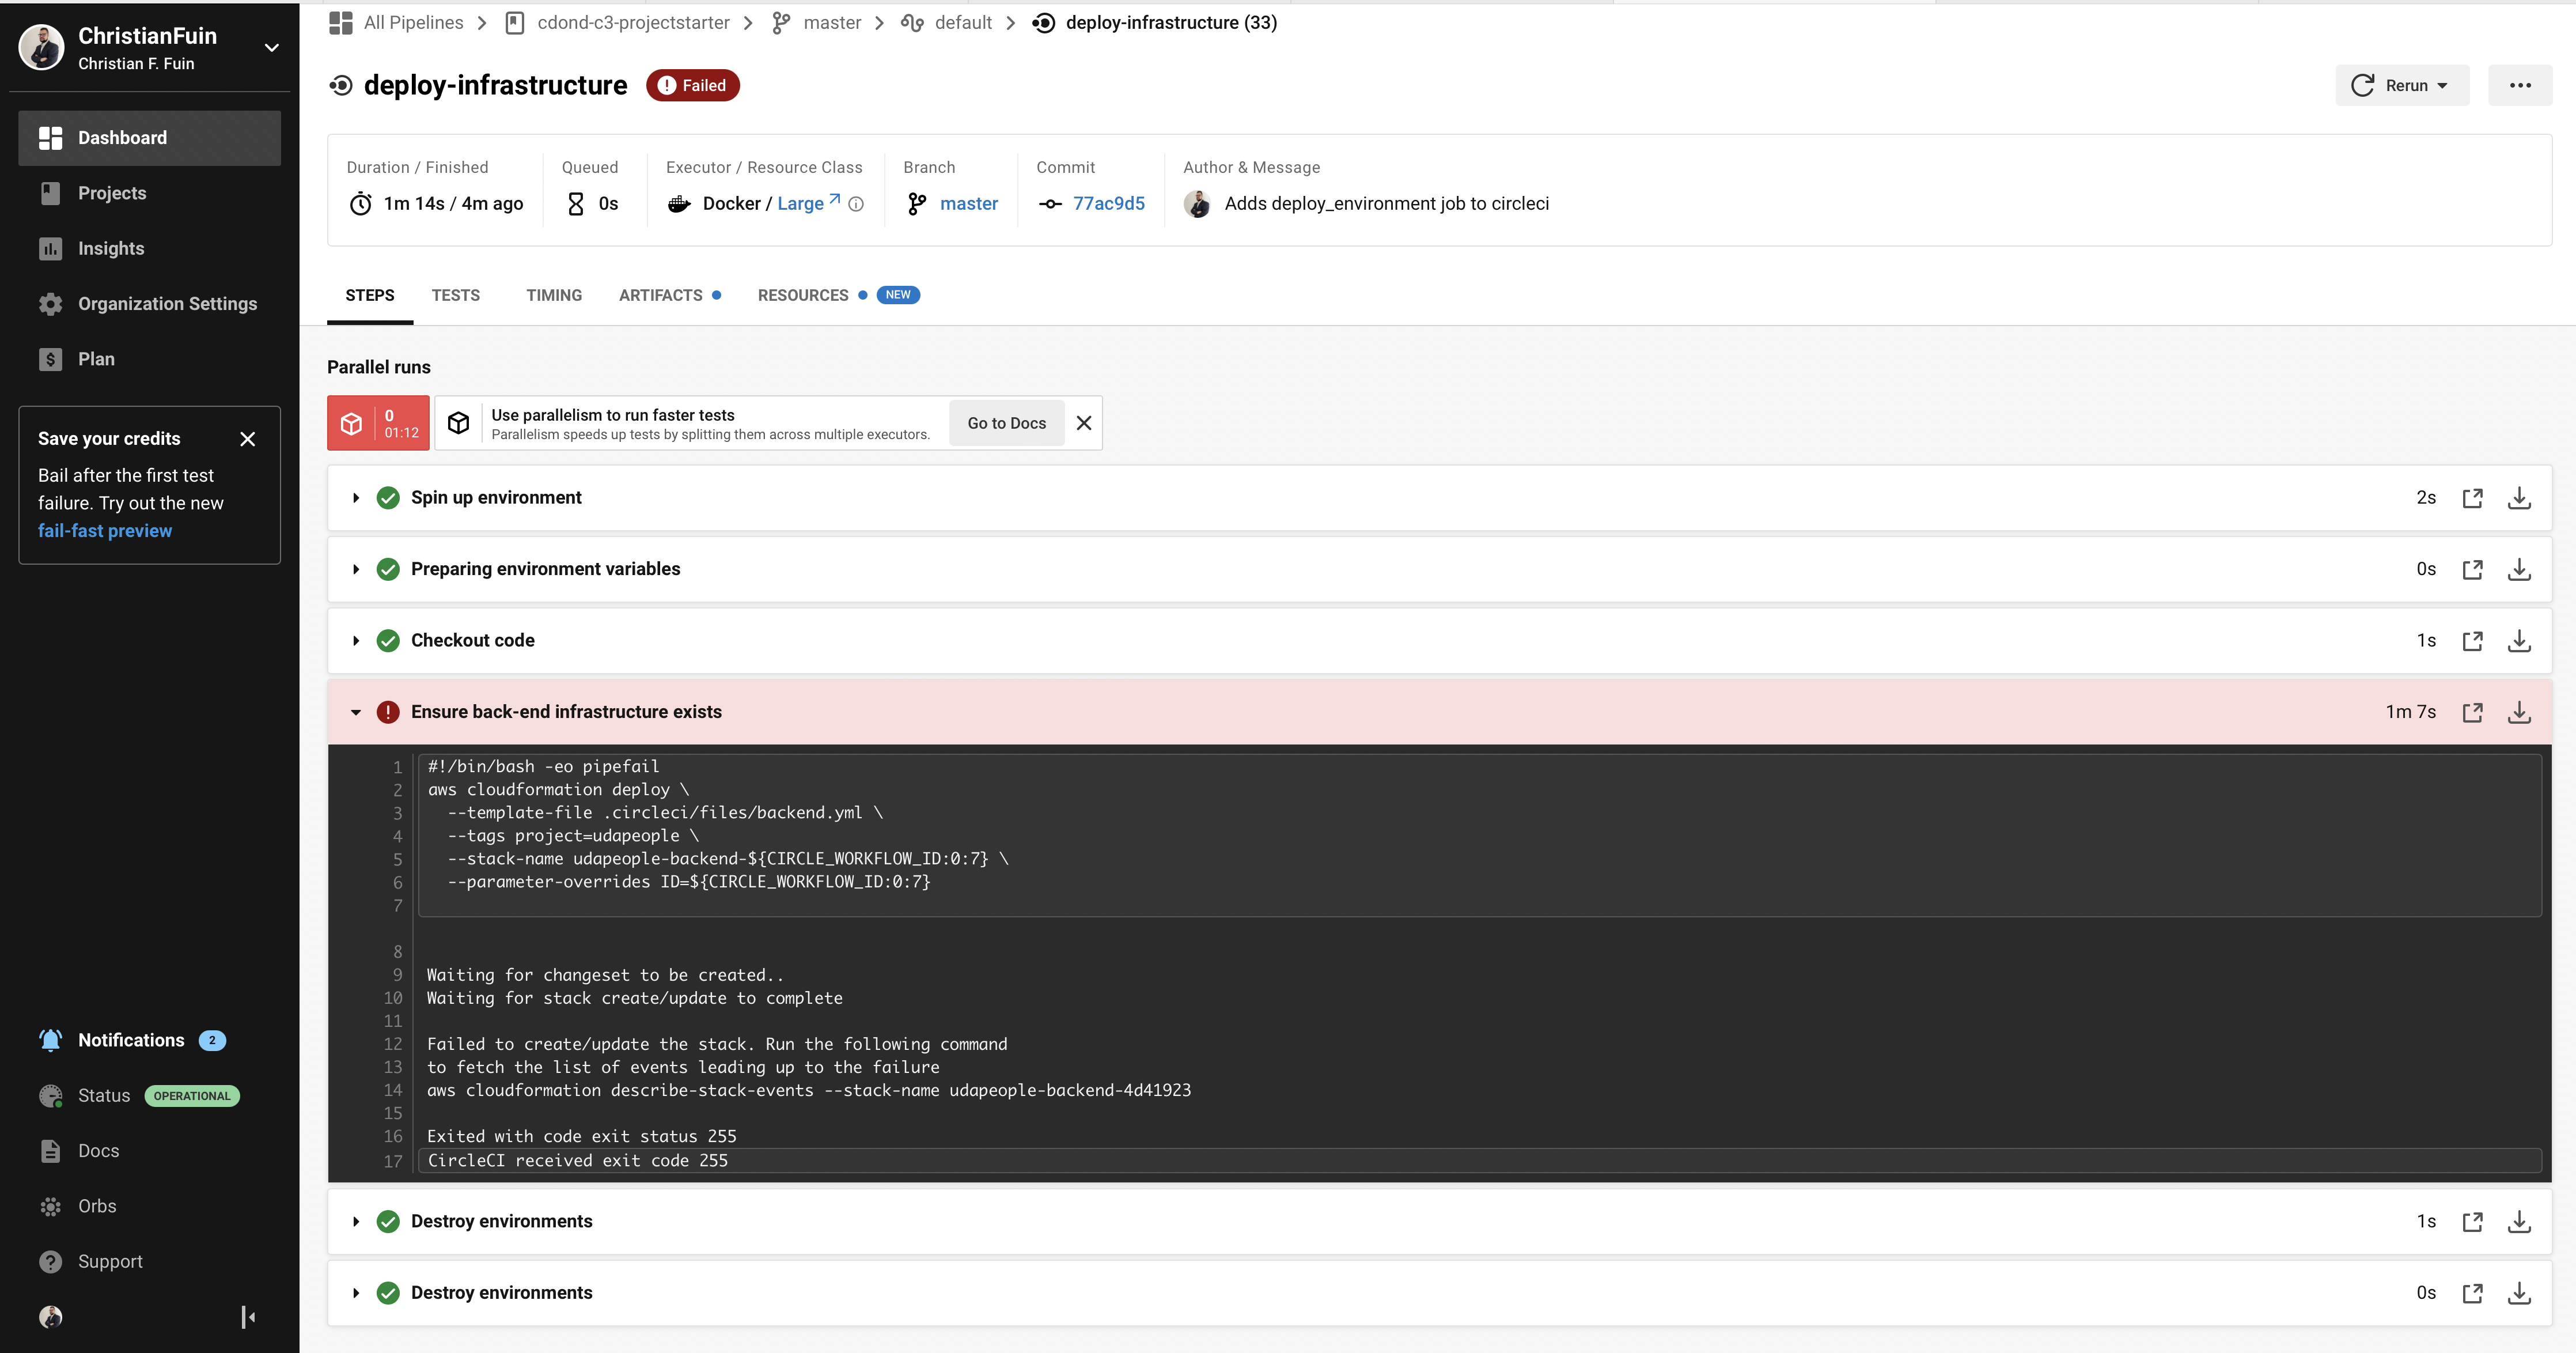 ChristianFuin
Christian F. Fuin
Dashboard
Projects
Insights
Organization Settings
Plan
Save your credits
Bail after the first test
failure. Try out the new
fail-fast preview
Notifications 2
Status OPERATIONAL
Docs
Orbs
Support
All Pipelines
cdond-c3-projectstarter
master
default
deploy-infrastructure (33)
deploy-infrastructure
Failed
Rerun
Duration / Finished
1m 14s / 4m ago
Queued
0s
Executor / Resource Class
Docker / Large
Branch
master
Commit
77ac9d5
Author & Message
Adds deploy_environment job to circleci
STEPS
TESTS
TIMING
ARTIFACTS
RESOURCES
NEW
Parallel runs
0
01:12
Use parallelism to run faster tests
Parallelism speeds up tests by splitting them across multiple executors.
Go to Docs
Spin up environment 2s
Preparing environment variables 0s
Checkout code 1s
Ensure back-end infrastructure exists 1m 7s
1 #!/bin/bash -eo pipefail
2 aws cloudformation deploy \
3 --template-file .circleci/files/backend.yml \
4 --tags project=udapeople \
5 --stack-name udapeople-backend-${CIRCLE_WORKFLOW_ID:0:7} \
6 --parameter-overrides ID=${CIRCLE_WORKFLOW_ID:0:7}
7
8
9 Waiting for changeset to be created..
10 Waiting for stack create/update to complete
11
12 Failed to create/update the stack. Run the following command
13 to fetch the list of events leading up to the failure
14 aws cloudformation describe-stack-events --stack-name udapeople-backend-4d41923
15
16 Exited with code exit status 255
17 CircleCI received exit code 255
Destroy environments 1s
Destroy environments 0s